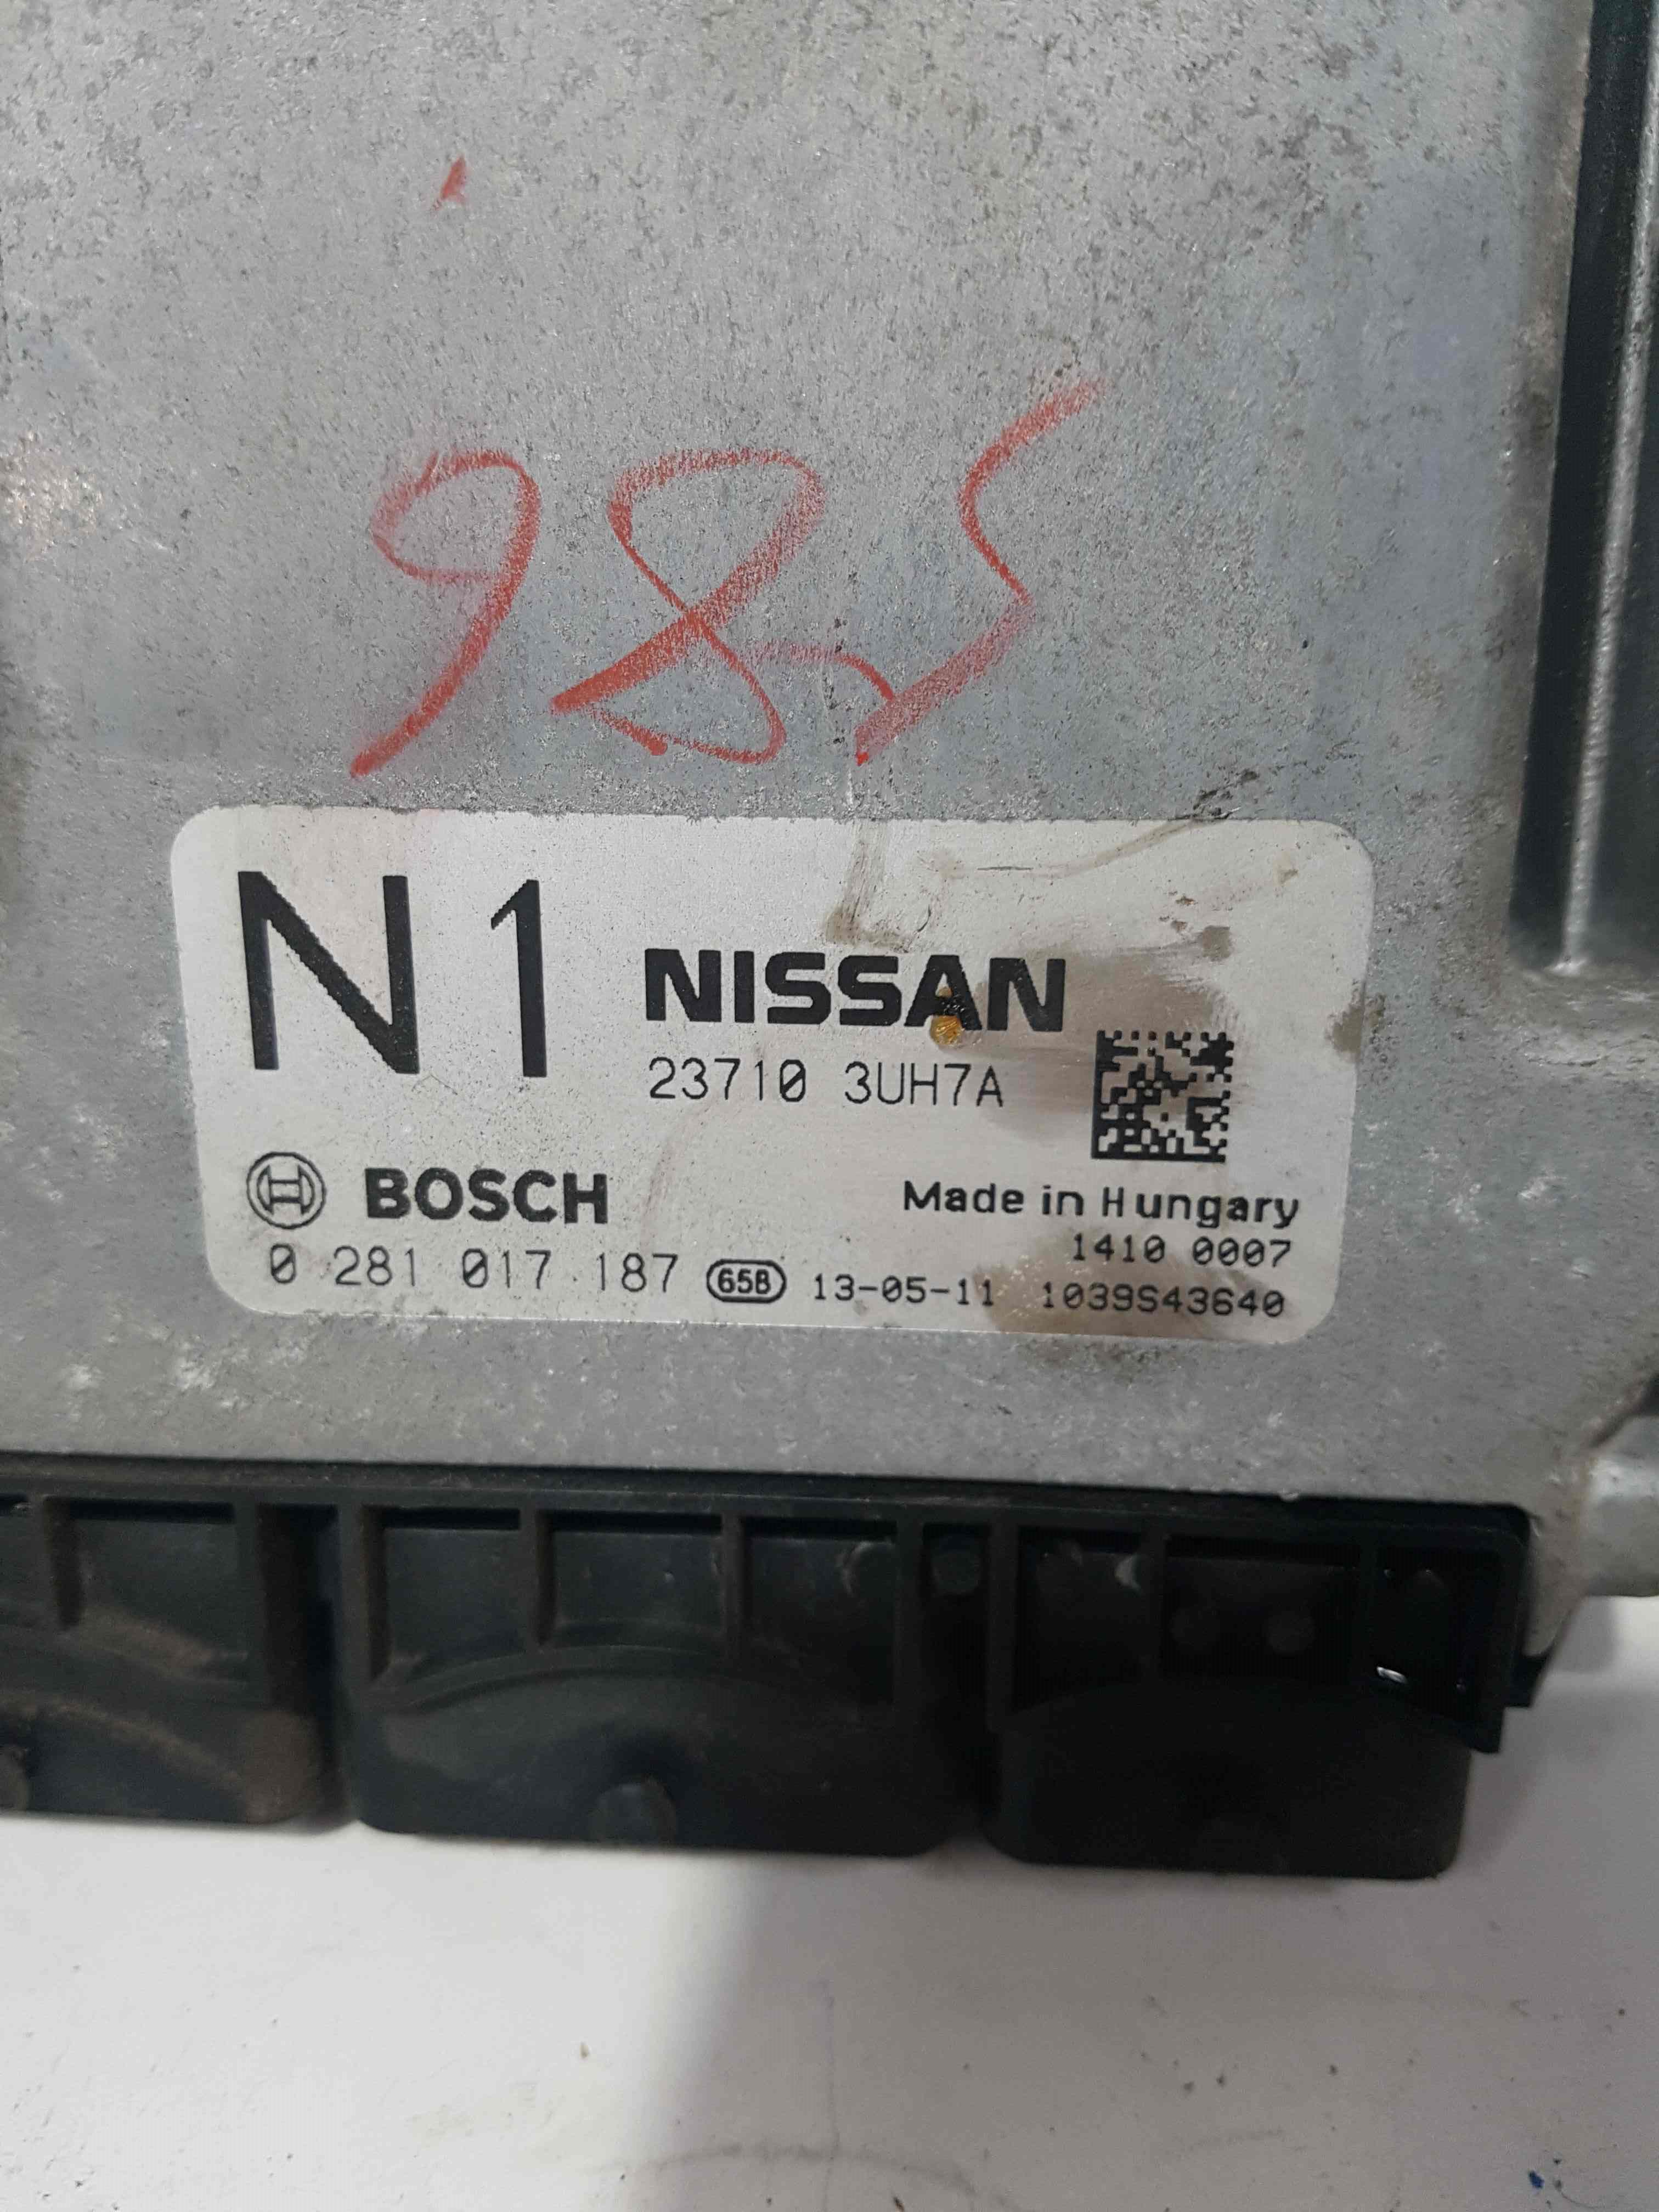 985
N1
NISSAN
23710 3UH7A
BOSCH
Made in Hungary
1410 0007
0 281 017 187 65B 13-05-11 1039S43640